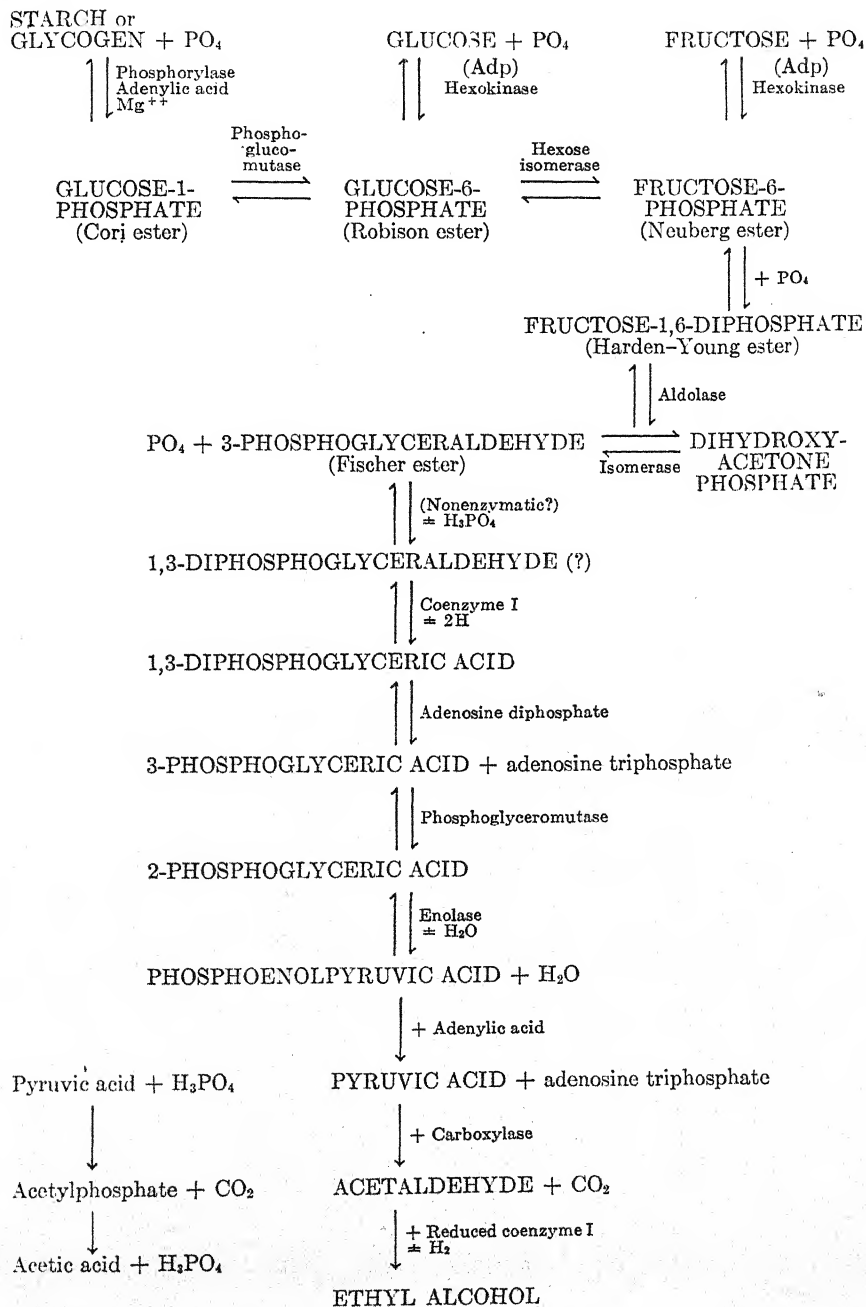 STARCH or
GLYCOGEN + PO₄
GLUCOSE + PO₄
FRUCTOSE + PO₄
Phosphorylase
Adenylic acid
Mg⁺⁺
(Adp)
Hexokinase
(Adp)
Hexokinase
Phospho-
gluco-
mutase
Hexose
isomerase
GLUCOSE-1-
PHOSPHATE
(Cori ester)
GLUCOSE-6-
PHOSPHATE
(Robison ester)
FRUCTOSE-6-
PHOSPHATE
(Neuberg ester)
+ PO₄
FRUCTOSE-1,6-DIPHOSPHATE
(Harden–Young ester)
Aldolase
PO₄ + 3-PHOSPHOGLYCERALDEHYDE
(Fischer ester)
Isomerase
DIHYDROXY-
ACETONE
PHOSPHATE
(Nonenzymatic?)
± H₃PO₄
1,3-DIPHOSPHOGLYCERALDEHYDE (?)
Coenzyme I
± 2H
1,3-DIPHOSPHOGLYCERIC ACID
Adenosine diphosphate
3-PHOSPHOGLYCERIC ACID + adenosine triphosphate
Phosphoglyceromutase
2-PHOSPHOGLYCERIC ACID
Enolase
± H₂O
PHOSPHOENOLPYRUVIC ACID + H₂O
+ Adenylic acid
Pyruvic acid + H₃PO₄
PYRUVIC ACID + adenosine triphosphate
+ Carboxylase
Acetylphosphate + CO₂
ACETALDEHYDE + CO₂
+ Reduced coenzyme I
± H₂
Acetic acid + H₃PO₄
ETHYL ALCOHOL